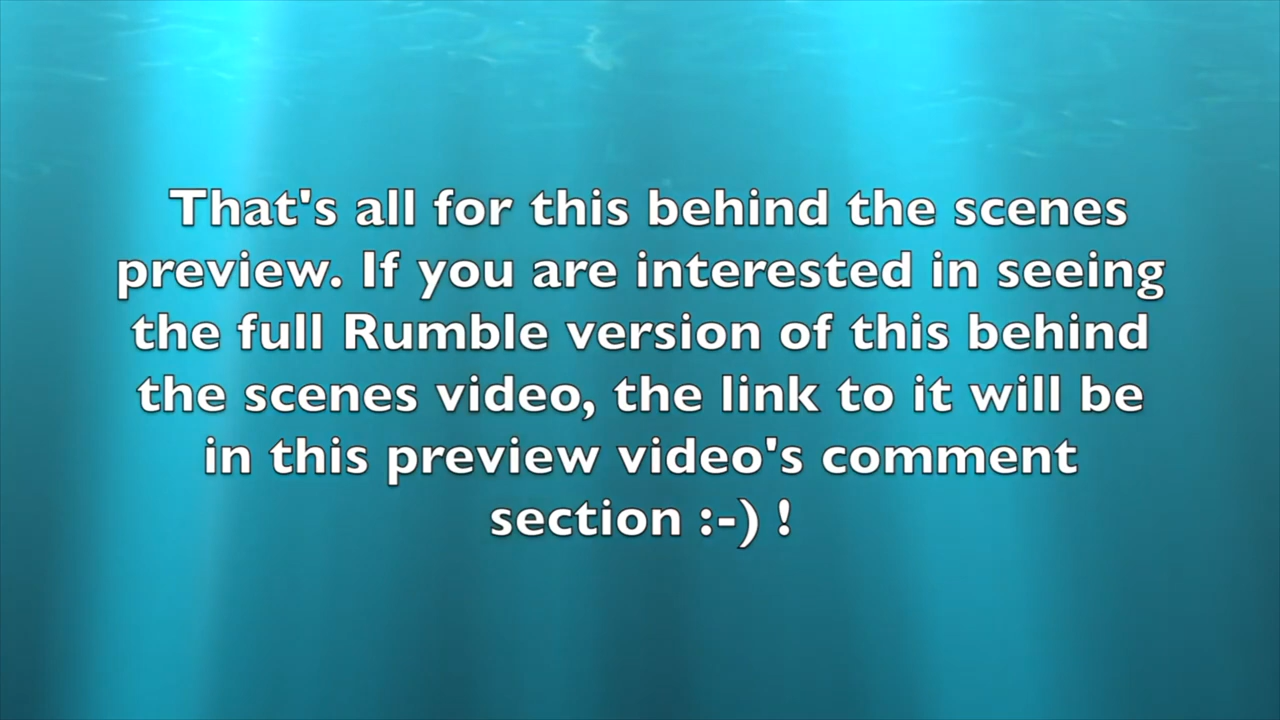 That's all for this behind the scenes
preview. If you are interested in seeing
the full Rumble version of this behind
the scenes video, the link to it will be
in this preview video's comment
section :-) !